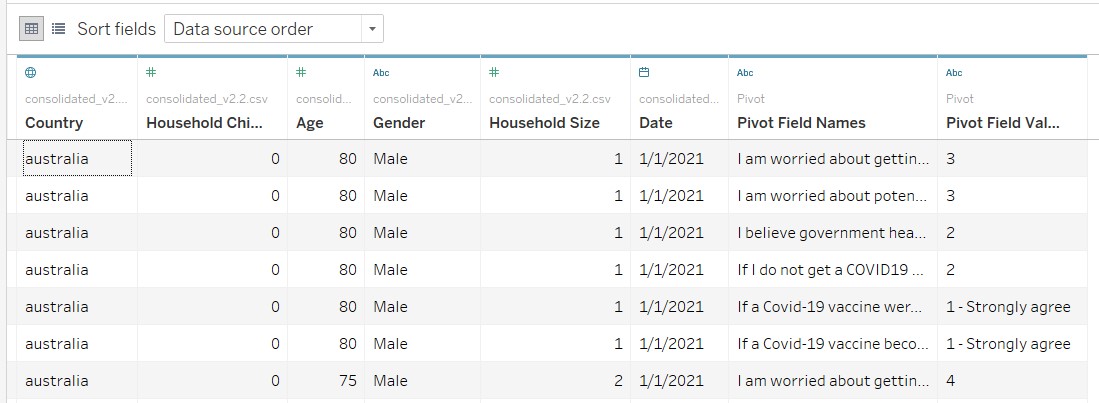 Sort fields Data source order
Abc Abc Abc
consolidated_v2.... consolidated_v2.2.csv consolid... consolidated_v2... consolidated_v2.2.csv consolidated... Pivot Pivot
Country Household Chi... Age Gender Household Size Date Pivot Field Names Pivot Field Val...
australia 0 80 Male 1 1/1/2021 I am worried about gettin... 3
australia 0 80 Male 1 1/1/2021 I am worried about poten... 3
australia 0 80 Male 1 1/1/2021 I believe government hea... 2
australia 0 80 Male 1 1/1/2021 If I do not get a COVID19 ... 2
australia 0 80 Male 1 1/1/2021 If a Covid-19 vaccine wer... 1 - Strongly agree
australia 0 80 Male 1 1/1/2021 If a Covid-19 vaccine beco... 1 - Strongly agree
australia 0 75 Male 2 1/1/2021 I am worried about gettin... 4